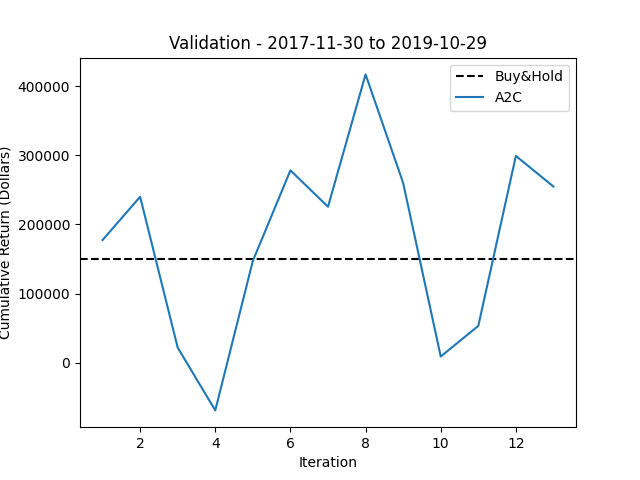 Validation - 2017-11-30 to 2019-10-29
Buy&Hold
A2C
400000
300000
200000
100000
0
Cumulative Return (Dollars)
2
4
6
8
10
12
Iteration